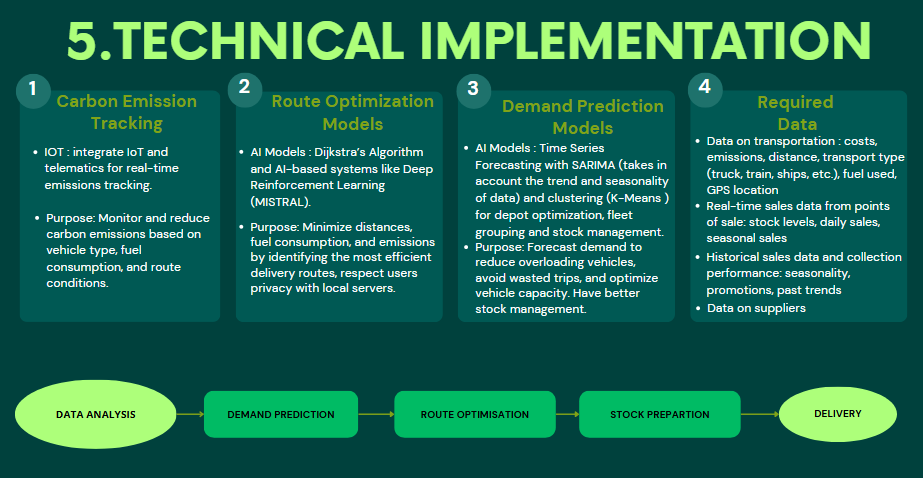 5.TECHNICAL IMPLEMENTATION
1
Carbon Emission
Tracking
• IOT : integrate IoT and
telematics for real-time
emissions tracking.
• Purpose: Monitor and reduce
carbon emissions based on
vehicle type, fuel
consumption, and route
conditions.
2
Route Optimization
Models
• AI Models : Dijkstra's Algorithm
and AI-based systems like Deep
Reinforcement Learning
(MISTRAL).
• Purpose: Minimize distances,
fuel consumption, and emissions
by identifying the most efficient
delivery routes, respect users
privacy with local servers.
3
Demand Prediction
Models
• AI Models : Time Series
Forecasting with SARIMA (takes in
account the trend and seasonality
of data) and clustering (K-Means )
for depot optimization, fleet
grouping and stock management.
• Purpose: Forecast demand to
reduce overloading vehicles,
avoid wasted trips, and optimize
vehicle capacity. Have better
stock management.
4
Required
Data
• Data on transportation : costs,
emissions, distance, transport type
(truck, train, ships, etc.), fuel used,
GPS location
• Real-time sales data from points
of sale: stock levels, daily sales,
seasonal sales
• Historical sales data and collection
performance: seasonality,
promotions, past trends
• Data on suppliers
DATA ANALYSIS
DEMAND PREDICTION
ROUTE OPTIMISATION
STOCK PREPARTION
DELIVERY